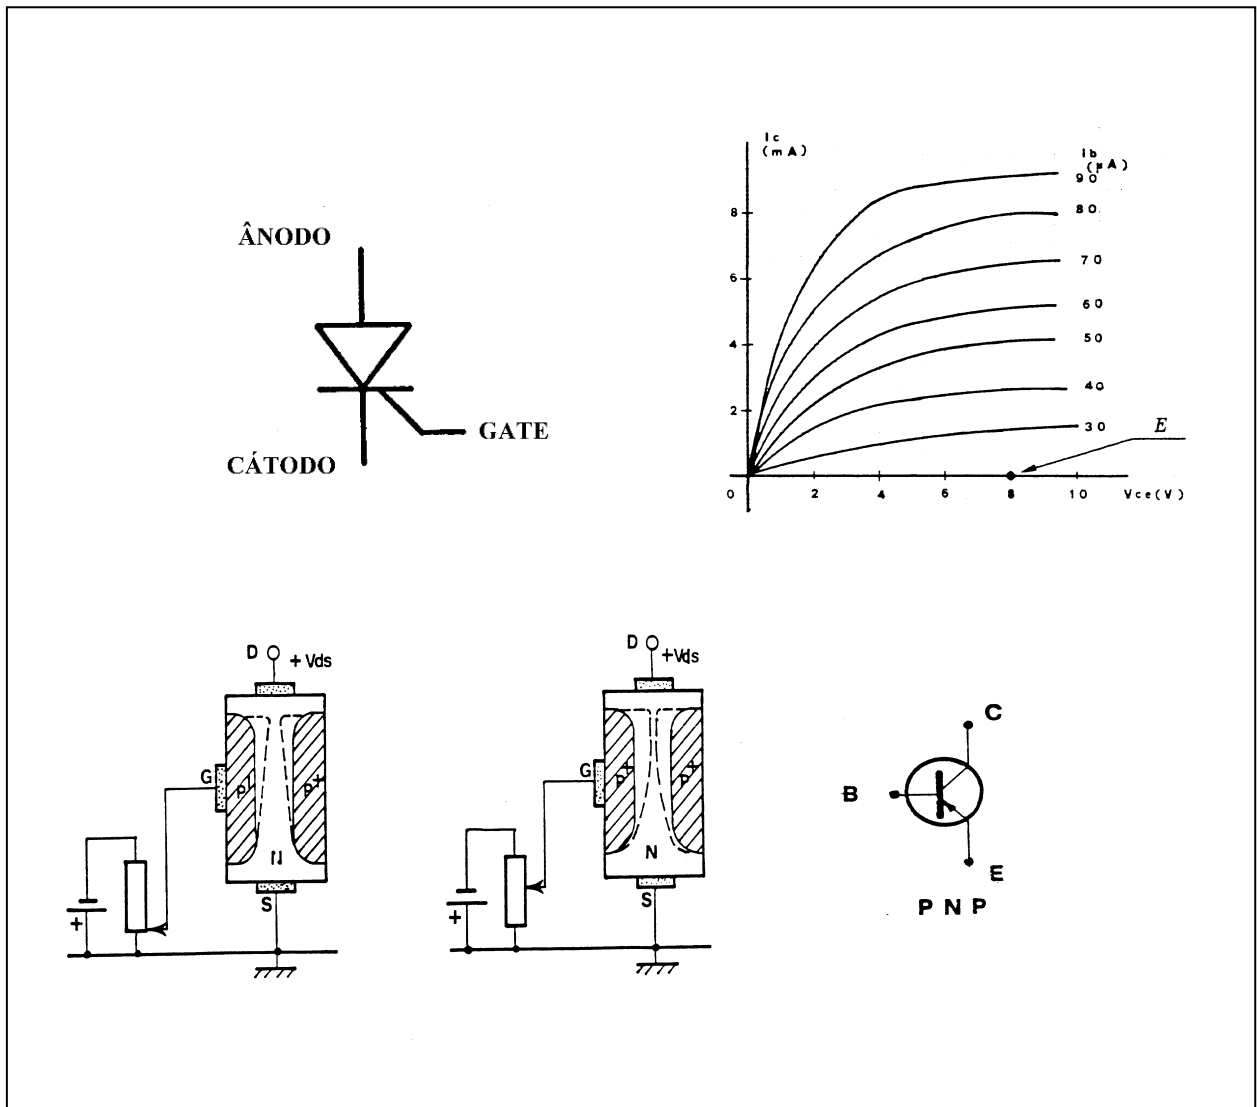 ÂNODO
GATE
CÁTODO
Ic
(mA)
Ib
(μA)
90
80
70
60
50
40
30
8
6
4
2
E
0
2
4
6
8
10
Vce(V)
D
+Vds
G
P+
P+
N
S
+
D
+Vds
G
P+
P+
N
S
+
C
B
E
PNP